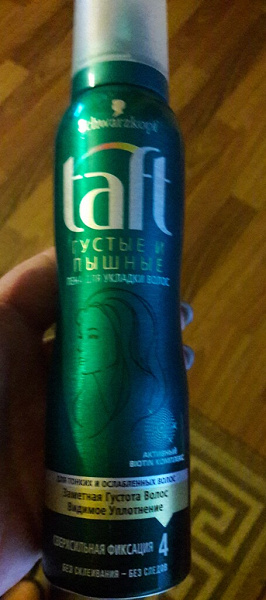 Schwarzkopf
taft
ГУСТЫЕ И
ПЫШНЫЕ
ПЕНА ДЛЯ УКЛАДКИ ВОЛОС
АКТИВНЫЙ
BIOTIN КОМПЛЕКС
ДЛЯ ТОНКИХ И ОСЛАБЛЕННЫХ ВОЛОС
Заметная Густота Волос
Видимое Уплотнение
СВЕРХСИЛЬНАЯ ФИКСАЦИЯ 4
БЕЗ СКЛЕИВАНИЯ – БЕЗ СЛЕДОВ